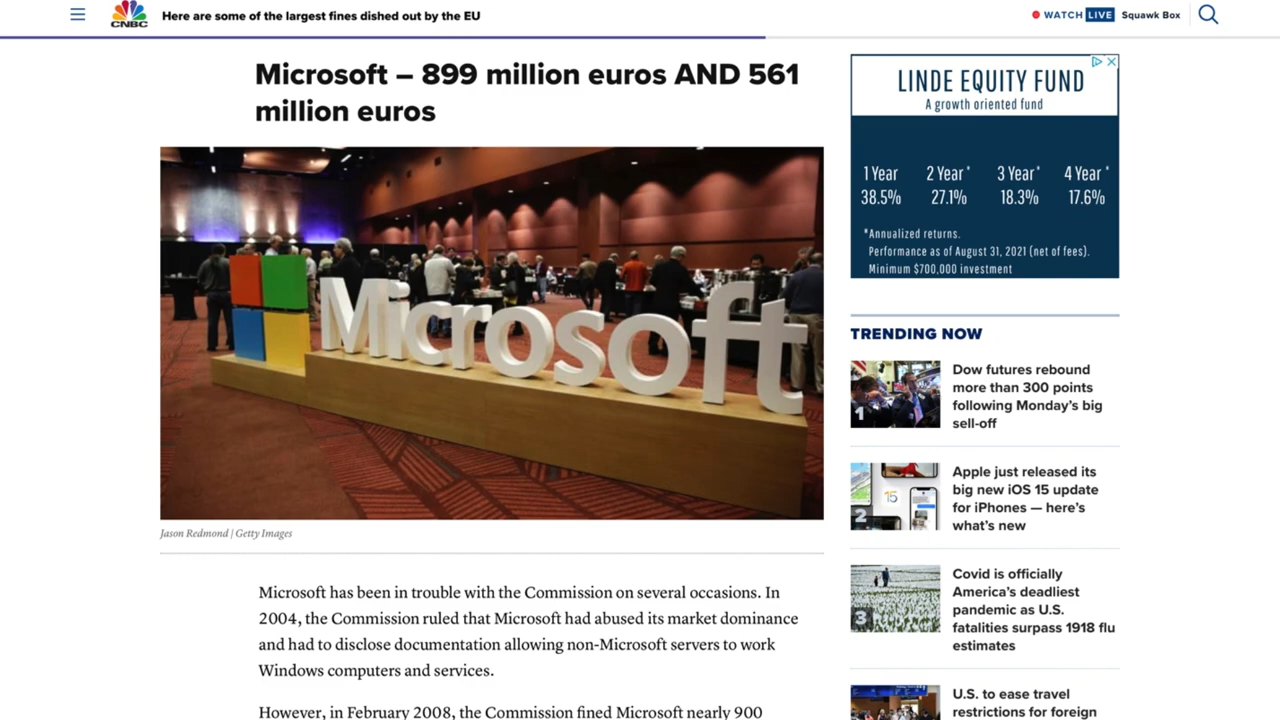 CNBC
Here are some of the largest fines dished out by the EU
WATCH LIVE Squawk Box
Microsoft – 899 million euros AND 561
million euros
Microsoft
Jason Redmond | Getty Images
Microsoft has been in trouble with the Commission on several occasions. In
2004, the Commission ruled that Microsoft had abused its market dominance
and had to disclose documentation allowing non-Microsoft servers to work
Windows computers and services.
However, in February 2008, the Commission fined Microsoft nearly 900
LINDE EQUITY FUND
A growth oriented fund
1 Year 2 Year* 3 Year* 4 Year*
38.5% 27.1% 18.3% 17.6%
*Annualized returns.
Performance as of August 31, 2021 (net of fees).
Minimum $700,000 investment
TRENDING NOW
1
Dow futures rebound
more than 300 points
following Monday's big
sell-off
15
2
Apple just released its
big new iOS 15 update
for iPhones — here's
what's new
3
Covid is officially
America's deadliest
pandemic as U.S.
fatalities surpass 1918 flu
estimates
U.S. to ease travel
restrictions for foreign